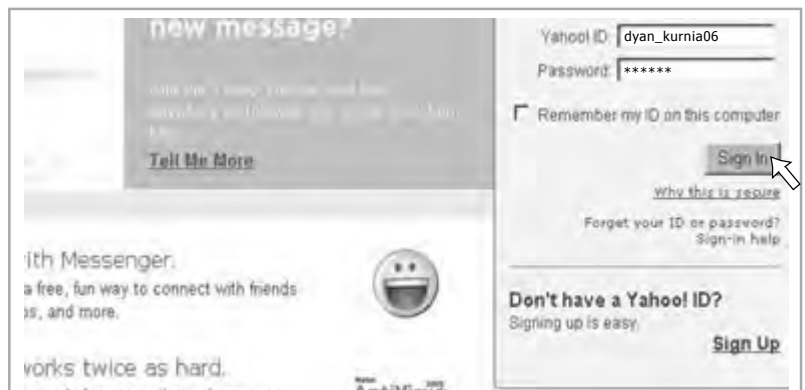 new message?
Tell Me More
ith Messenger.
a free, fun way to connect with friends
os, and more.
works twice as hard.
Yahoo! ID: dyan_kurnia06
Password: ******
Remember my ID on this computer
Sign In
Why this is secure
Forget your ID or password?
Sign-in help
Don't have a Yahoo! ID?
Signing up is easy.
Sign Up